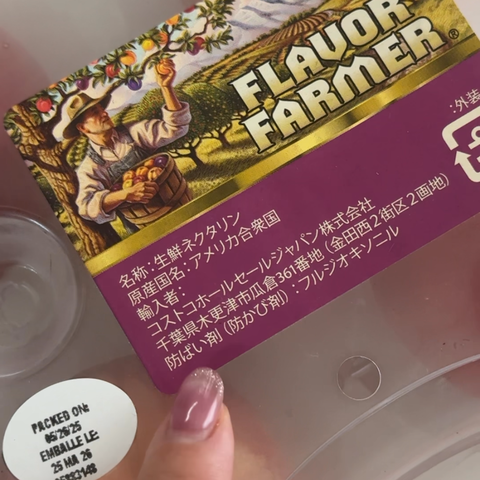 FLAVOR
FARMER®
:外装
名称:生鮮ネクタリン
原産国名:アメリカ合衆国
輸入者:
コストコホールセールジャパン株式会社
千葉県木更津市瓜倉361番地(金田西2街区2画地)
防ばい剤(防かび剤):フルジオキソニル
PACKED ON:
05/26/25
EMBALLE LE:
25 MA 26